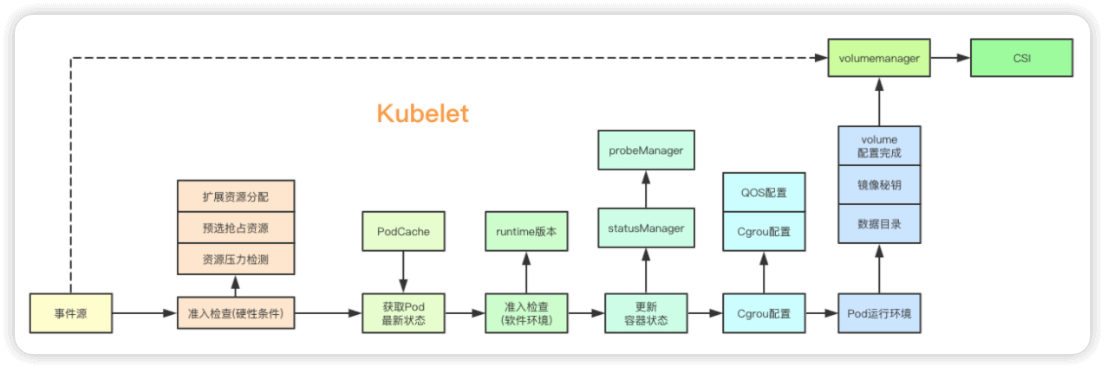 volumemanager
CSI
Kubelet
volume
配置完成
probeManager
扩展资源分配
QOS配置
镜像秘钥
预选抢占资源
PodCache
runtime版本
statusManager
Cgrou配置
数据目录
资源压力检测
事件源
准入检查(硬性条件)
获取Pod
最新状态
准入检查
(软件环境)
更新
容器状态
Cgrou配置
Pod运行环境